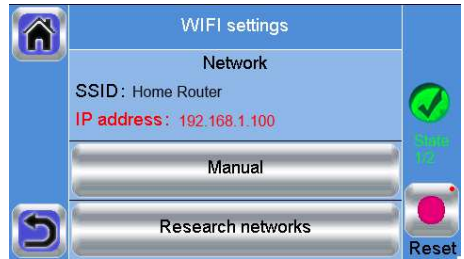 WIFI settings
Network
SSID: Home Router
IP address: 192.168.1.100
State
1/2
Manual
Research networks
Reset